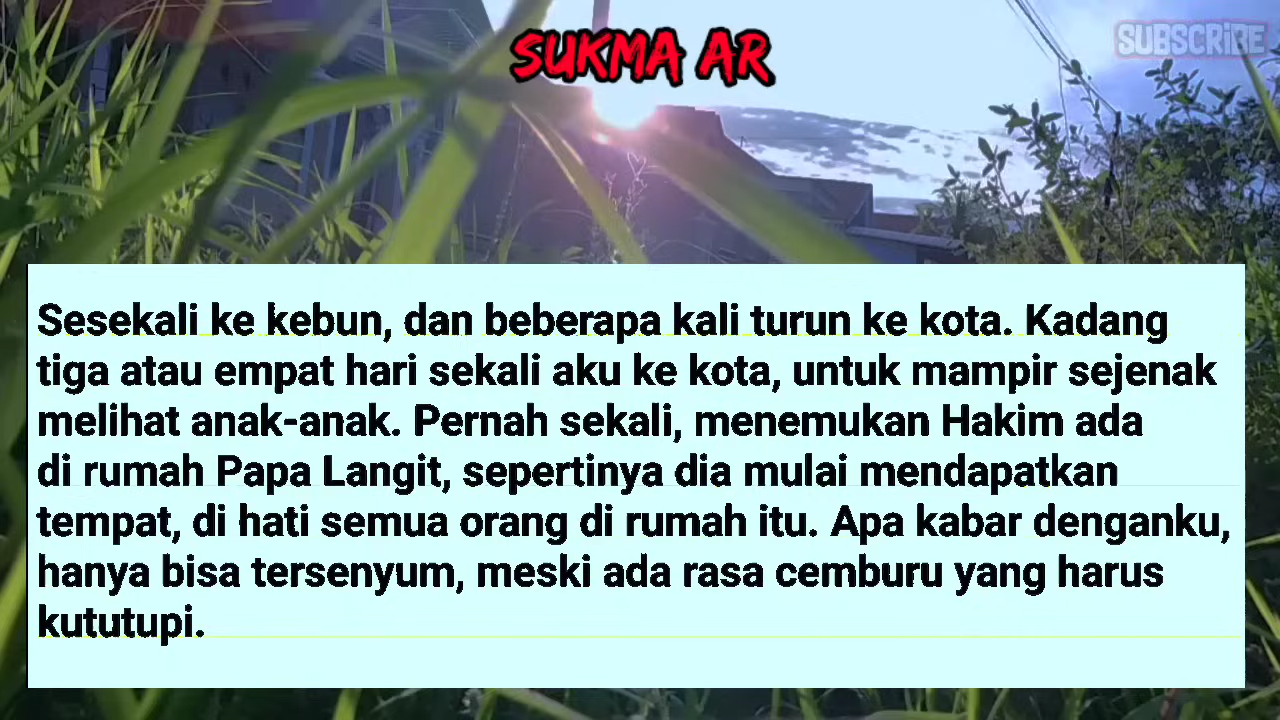 SUKMA AR
SUBSCRIBE
Sesekali ke kebun, dan beberapa kali turun ke kota. Kadang
tiga atau empat hari sekali aku ke kota, untuk mampir sejenak
melihat anak-anak. Pernah sekali, menemukan Hakim ada
di rumah Papa Langit, sepertinya dia mulai mendapatkan
tempat, di hati semua orang di rumah itu. Apa kabar denganku,
hanya bisa tersenyum, meski ada rasa cemburu yang harus
kututupi.